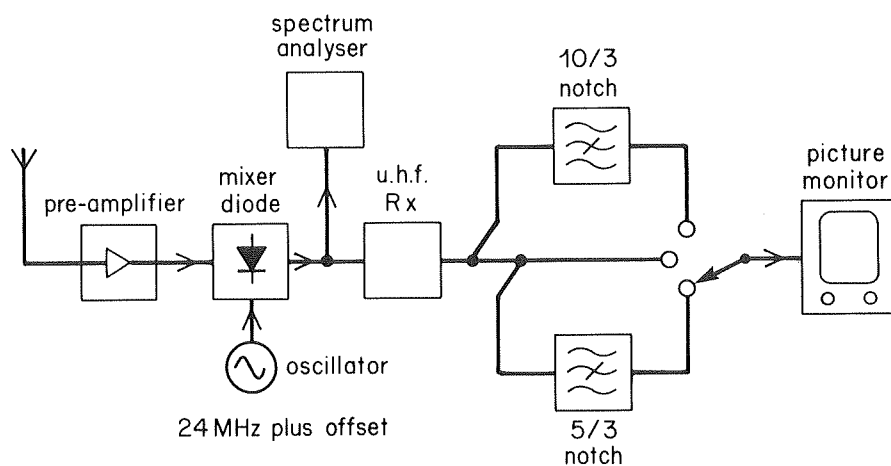 spectrum
analyser
10/3
notch
u.h.f.
Rx
picture
monitor
mixer
diode
pre-amplifier
oscillator
24 MHz plus offset
5/3
notch